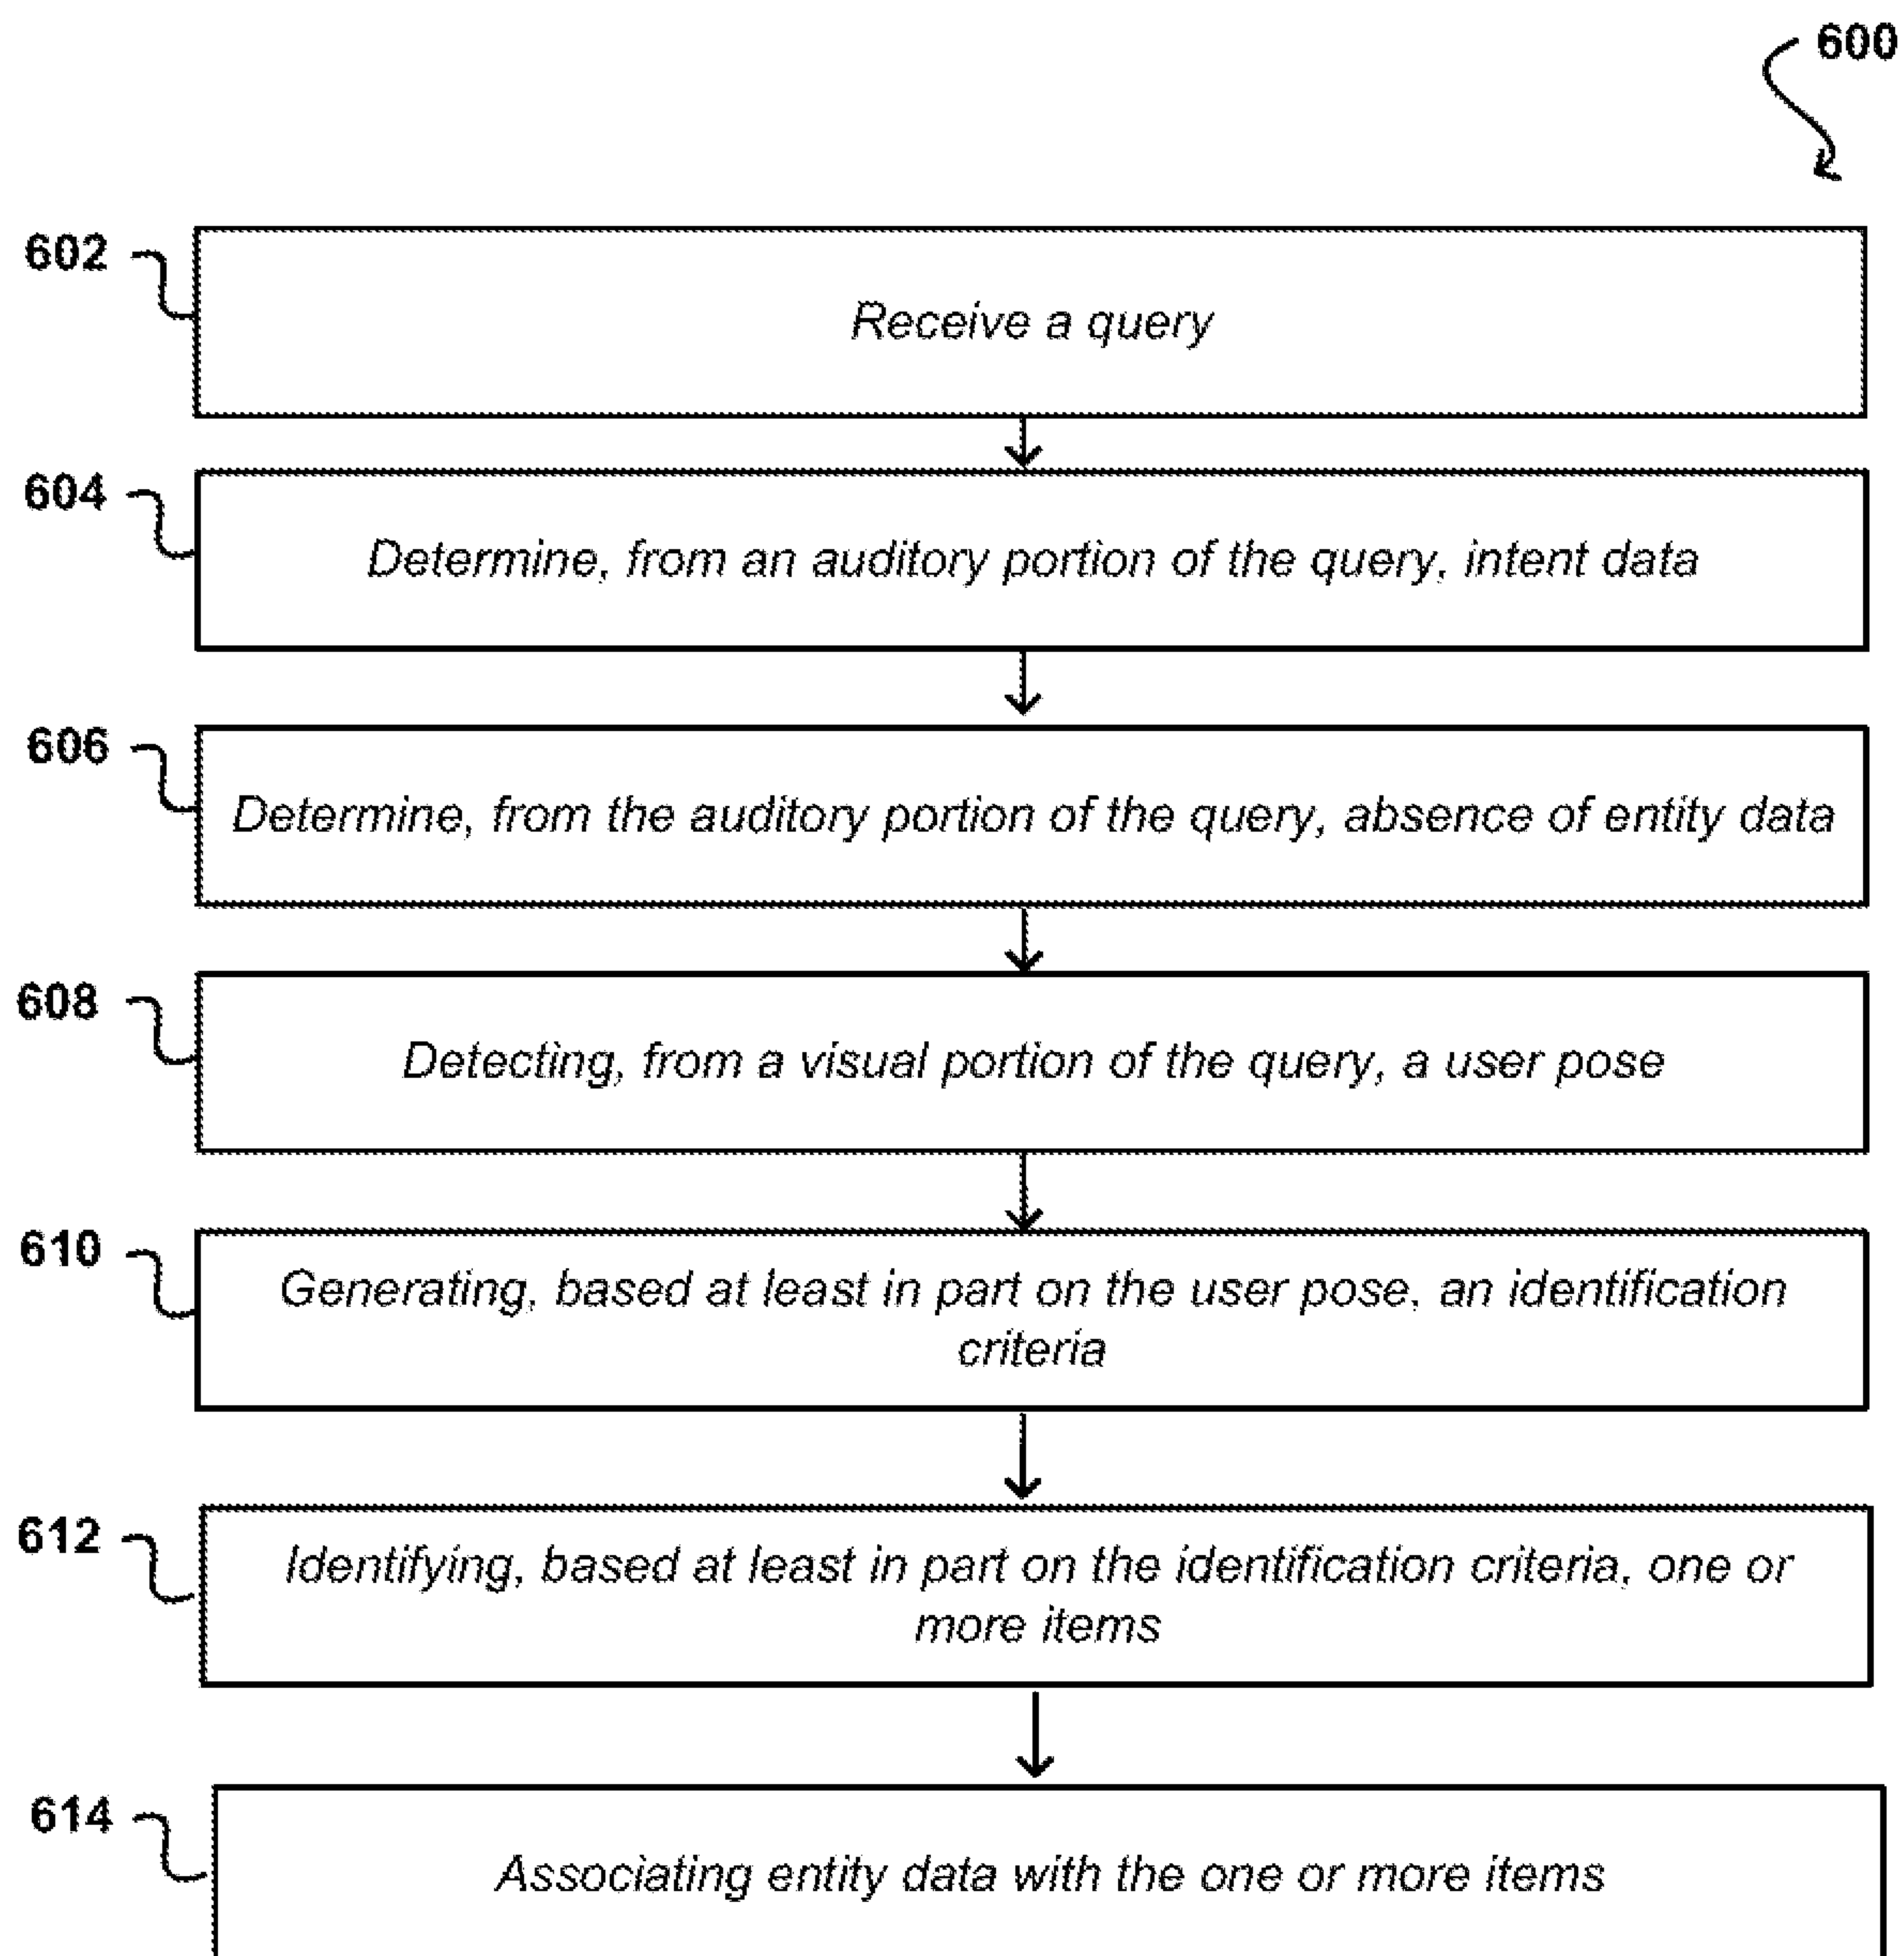 600
602
Receive a query
604
Determine, from an auditory portion of the query, intent data
606
Determine, from the auditory portion of the query, absence of entity data
608
Detecting, from a visual portion of the query, a user pose
610
Generating, based at least in part on the user pose, an identification
criteria
612
Identifying, based at least in part on the identification criteria, one or
more items
614
Associating entity data with the one or more items